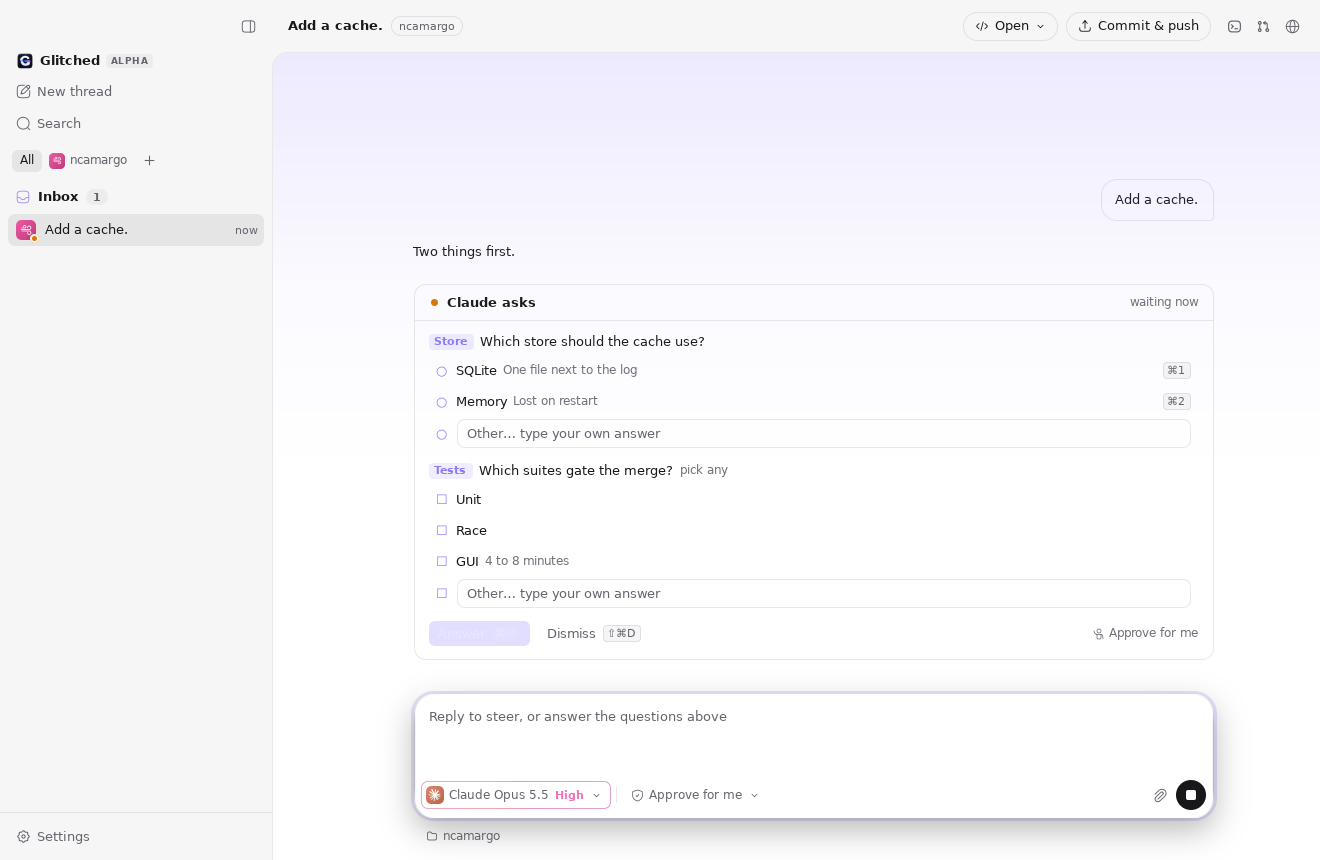 Add a cache. ncamargo Open Commit & push
Glitched ALPHA
New thread
Search
All ncamargo
Inbox 1
Add a cache. now
Settings
Add a cache.
Two things first.
Claude asks waiting now
Store Which store should the cache use?
SQLite One file next to the log ⌘1
Memory Lost on restart ⌘2
Other... type your own answer
Tests Which suites gate the merge? pick any
Unit
Race
GUI 4 to 8 minutes
Other... type your own answer
Answer Dismiss ⇧⌘D Approve for me
Reply to steer, or answer the questions above
Claude Opus 5.5 High Approve for me
ncamargo